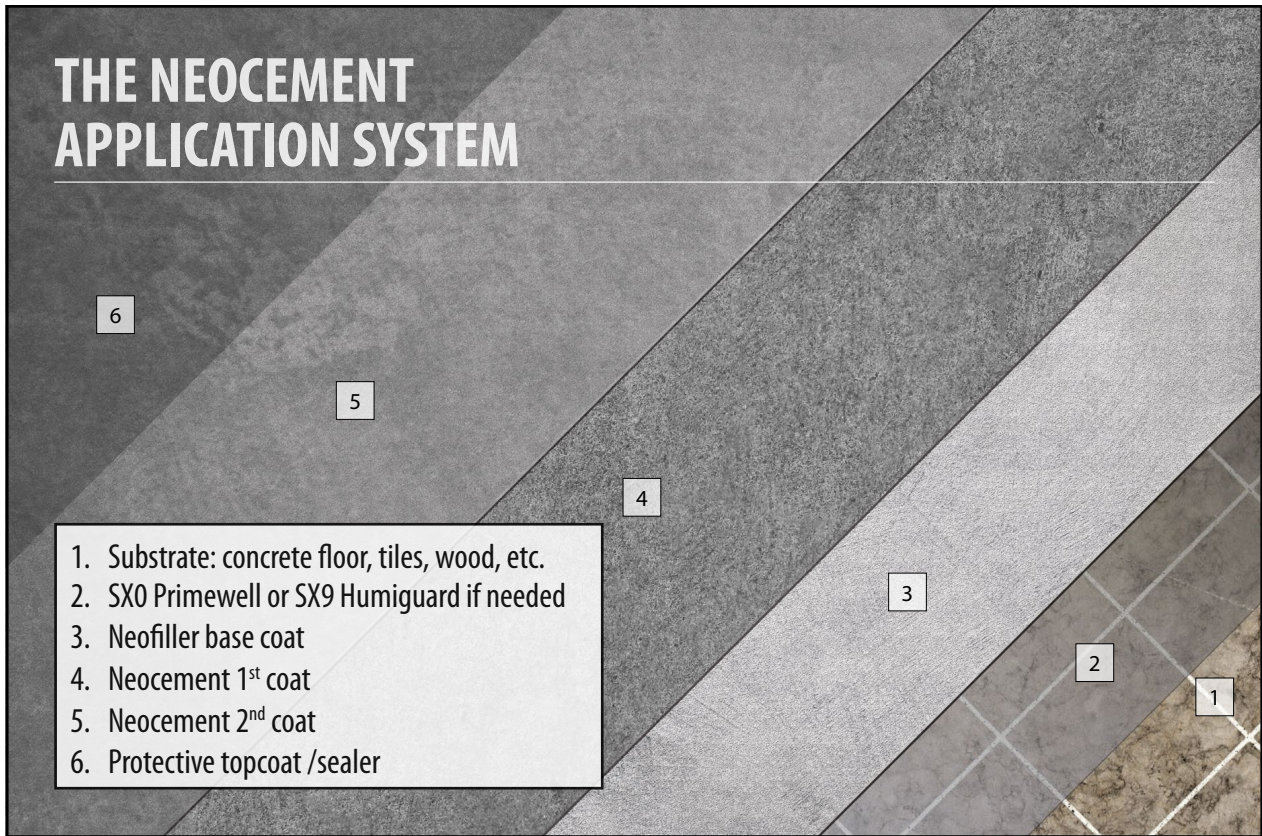 THE NEOCEMENT
APPLICATION SYSTEM
6
5
4
3
2
1
1. Substrate: concrete floor, tiles, wood, etc.
2. SX0 Primewell or SX9 Humiguard if needed
3. Neofiller base coat
4. Neocement 1st coat
5. Neocement 2nd coat
6. Protective topcoat /sealer